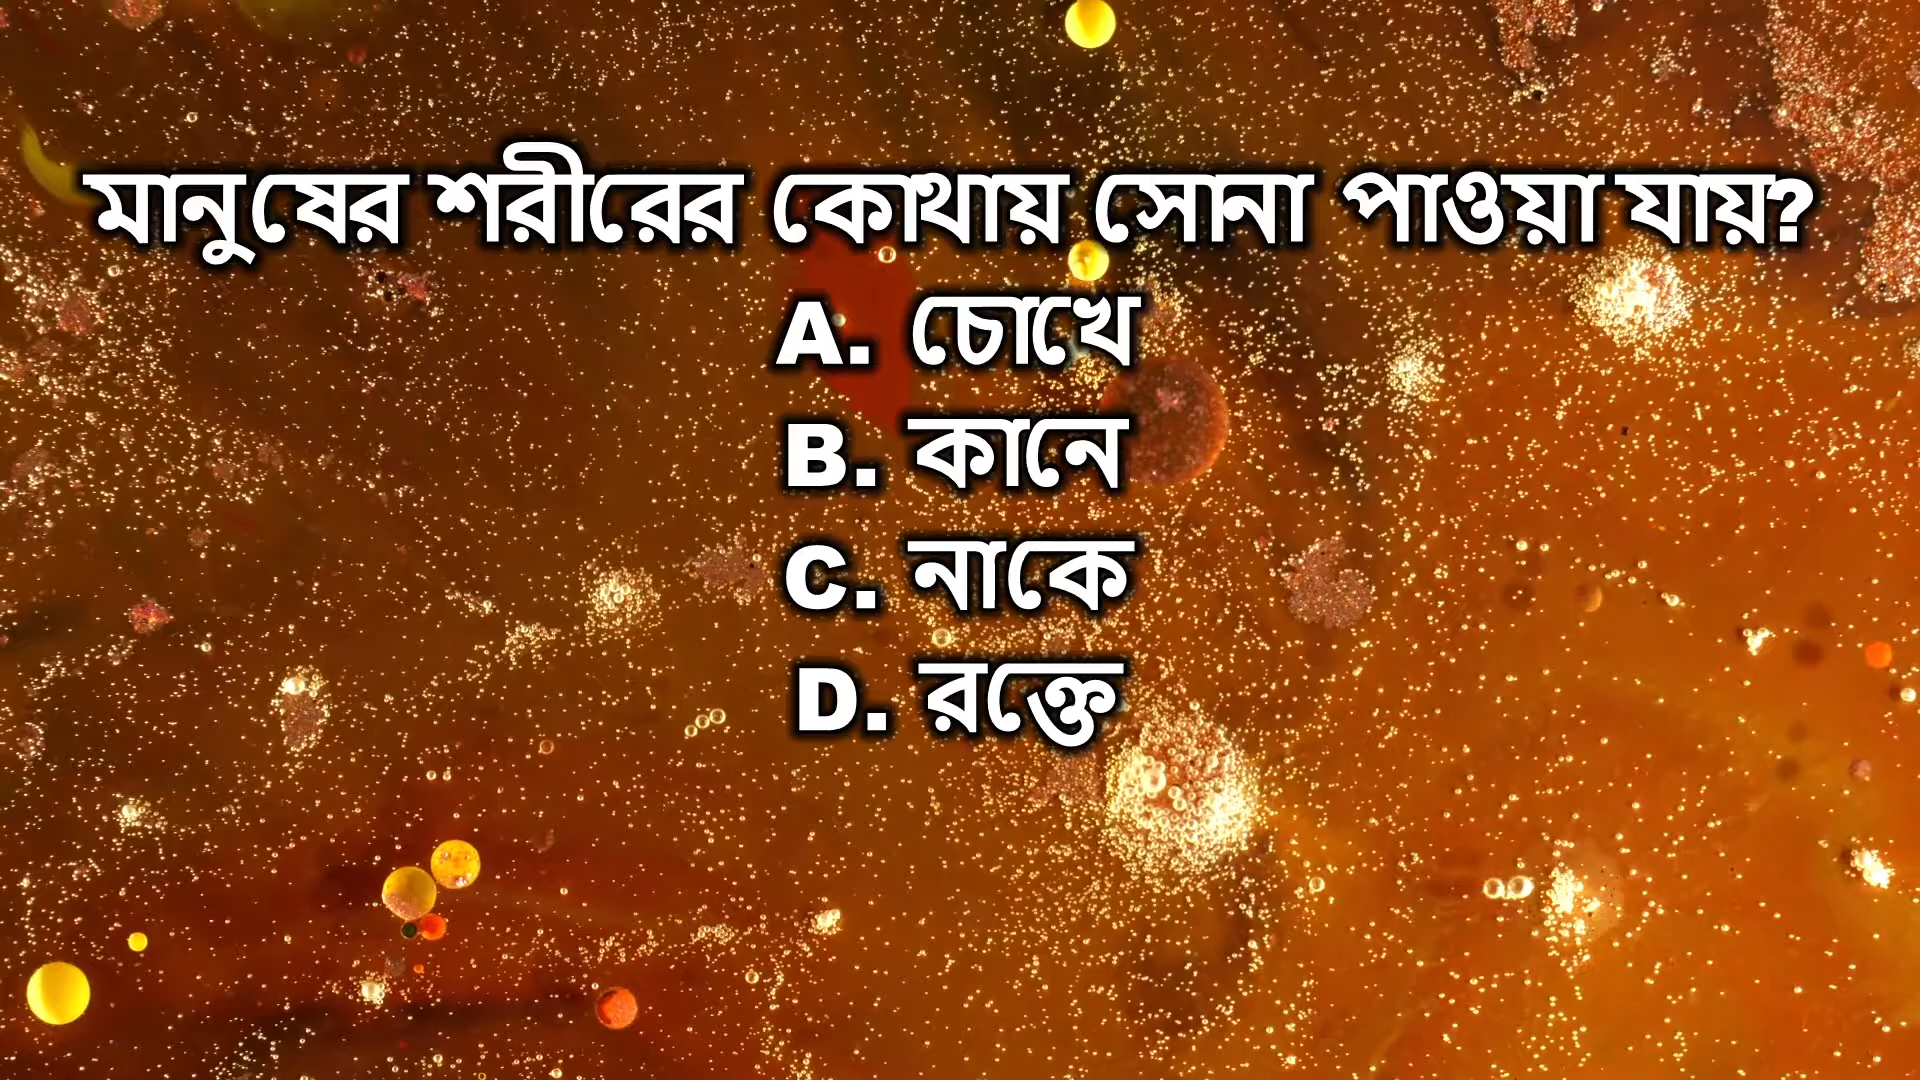 মানুষের শরীরের কোথায় সোনা পাওয়া যায়?
A. চোখে
B. কানে
C. নাকে
D. রক্তে